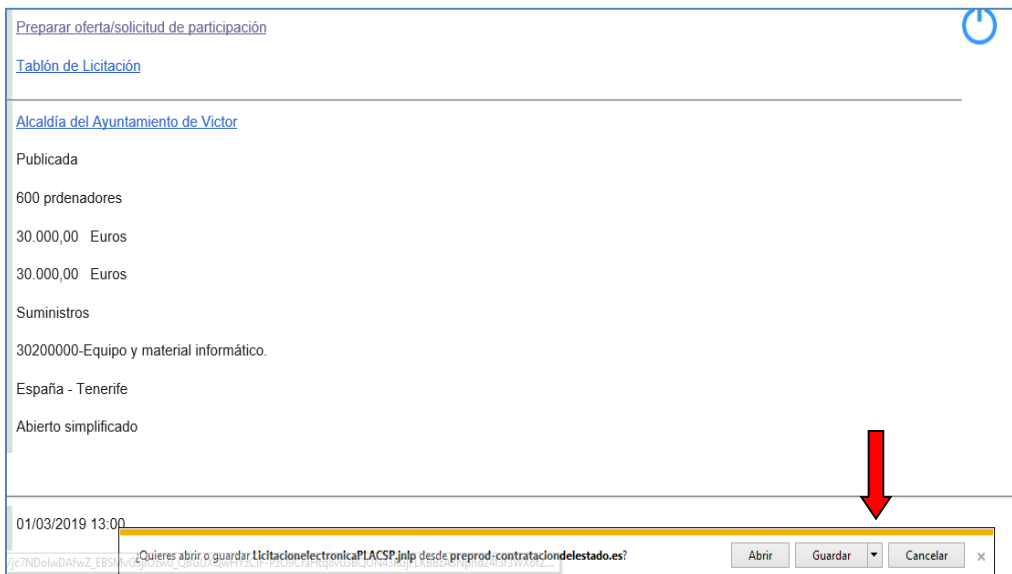 Preparar oferta/solicitud de participación
Tablón de Licitación
Alcaldía del Ayuntamiento de Victor
Publicada
600 prdenadores
30.000,00 Euros
30.000,00 Euros
Suministros
30200000-Equipo y material informático.
España - Tenerife
Abierto simplificado
01/03/2019 13:00
¿Quieres abrir o guardar LicitacionelectronicaPLACSP.jnlp desde preprod-contrataciondelestado.es?
Abrir Guardar Cancelar ×